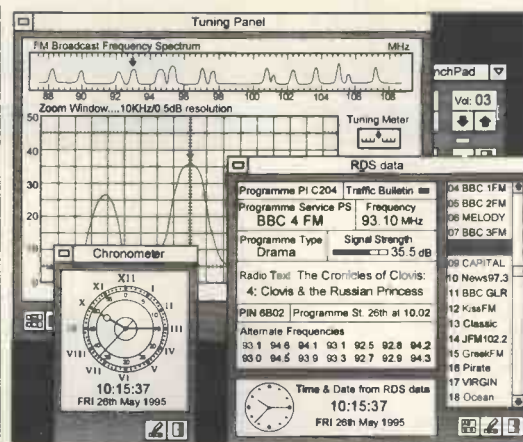 Tuning Panel
FM Broadcast Frequency Spectrum MHz
88 90 92 94 96 98 100 102 104 106 108
Zoom Window....10KHz/0.5dB resolution
50
40
30
20
10
0
Tuning Meter
nchPad
Vol: 03
RDS data
Programme PI C204 Traffic Bulletin
Programme Service PS Frequency
BBC 4 FM 93.10 MHz
Programme Type Signal Strength
Drama 35.5 dB
Radio Text The Cronicles of Clovis:
4: Clovis & the Russian Princess
PIN 6B02 Programme St. 26th at 10.02
Alternate Frequencies
93 1 94.6 94.1 93.1 92.5 92.8 94.2
93 0 94.5 93 9 93 3 92.7 92.9 94.3
Time & Date from RDS data
10:15:37
FRI 26th May 1995
04 BBC 1FM
05 BBC 2FM
06 MELODY
07 BBC 3FM
09 CAPITAL
10 News97.3
11 BBC GLR
12 KissFM
13 Classic
14 JFM102.2
15 GreekFM
16 Pirate
17 VIRGIN
18 Ocean
Chronometer
XII
I
II
III
IIII
V
VI
VII
VIII
IX
X
XI
10:15:37
FRI 26th May 1995